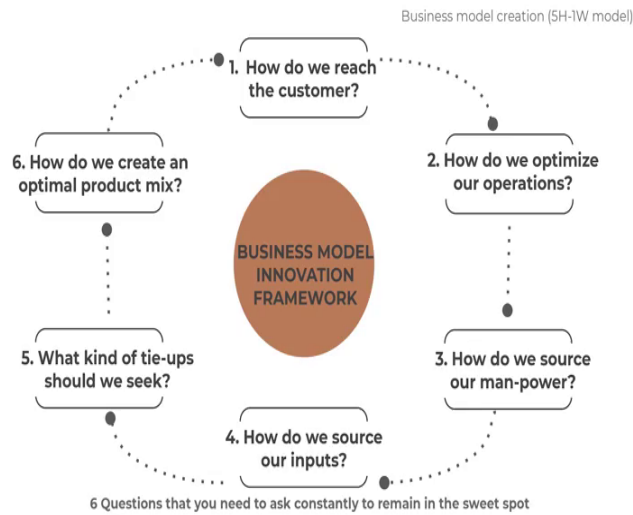 Business model creation (5H-1W model)
1. How do we reach
the customer?
2. How do we optimize
our operations?
3. How do we source
our man-power?
4. How do we source
our inputs?
5. What kind of tie-ups
should we seek?
6. How do we create an
optimal product mix?
BUSINESS MODEL
INNOVATION
FRAMEWORK
6 Questions that you need to ask constantly to remain in the sweet spot